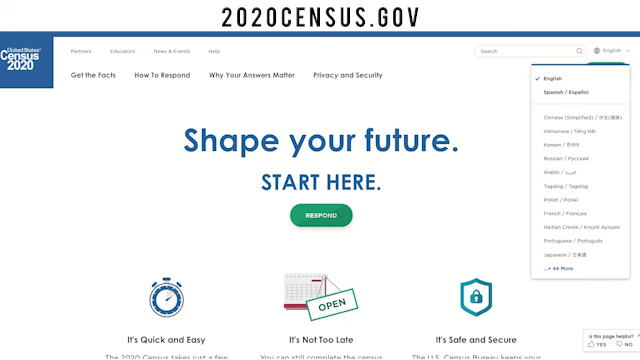 2020CENSUS.GOV
United States®
Census
2020
Partners
Educators
News & Events
Help
Search
English
Get the Facts
How To Respond
Why Your Answers Matter
Privacy and Security
English
Spanish / Español
Chinese (Simplified) / 中文(简体)
Vietnamese / Tiếng Việt
Korean / 한국어
Russian / Русский
Arabic / العربية
Tagalog / Tagalog
Polish / Polski
French / Français
Haitian Creole / Kreyòl Ayisyen
Portuguese / Português
Japanese / 日本語
...+ 46 More
Shape your future.
START HERE.
RESPOND
OPEN
It's Quick and Easy
It's Not Too Late
It's Safe and Secure
The 2020 Census takes just a few
You can still complete the census
The U.S. Census Bureau keeps your
Is this page helpful?
X
YES
NO